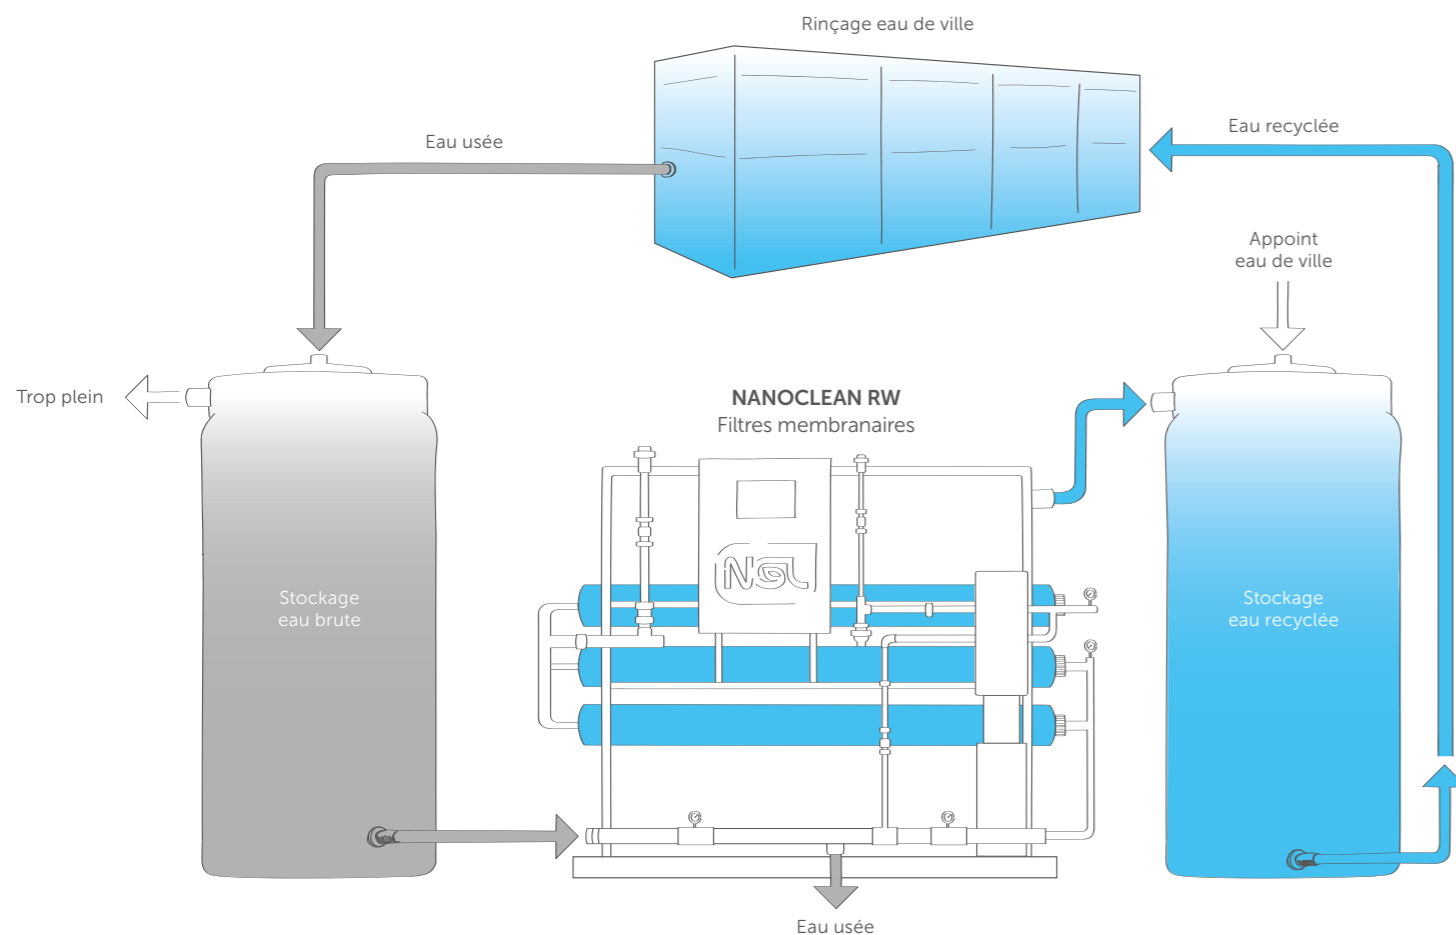 Rinçage eau de ville
Eau usée
Eau recyclée
Appoint
eau de ville
Trop plein
NANOCLEAN RW
Filtres membranaires
NGL
Stockage
eau brute
Stockage
eau recyclée
Eau usée